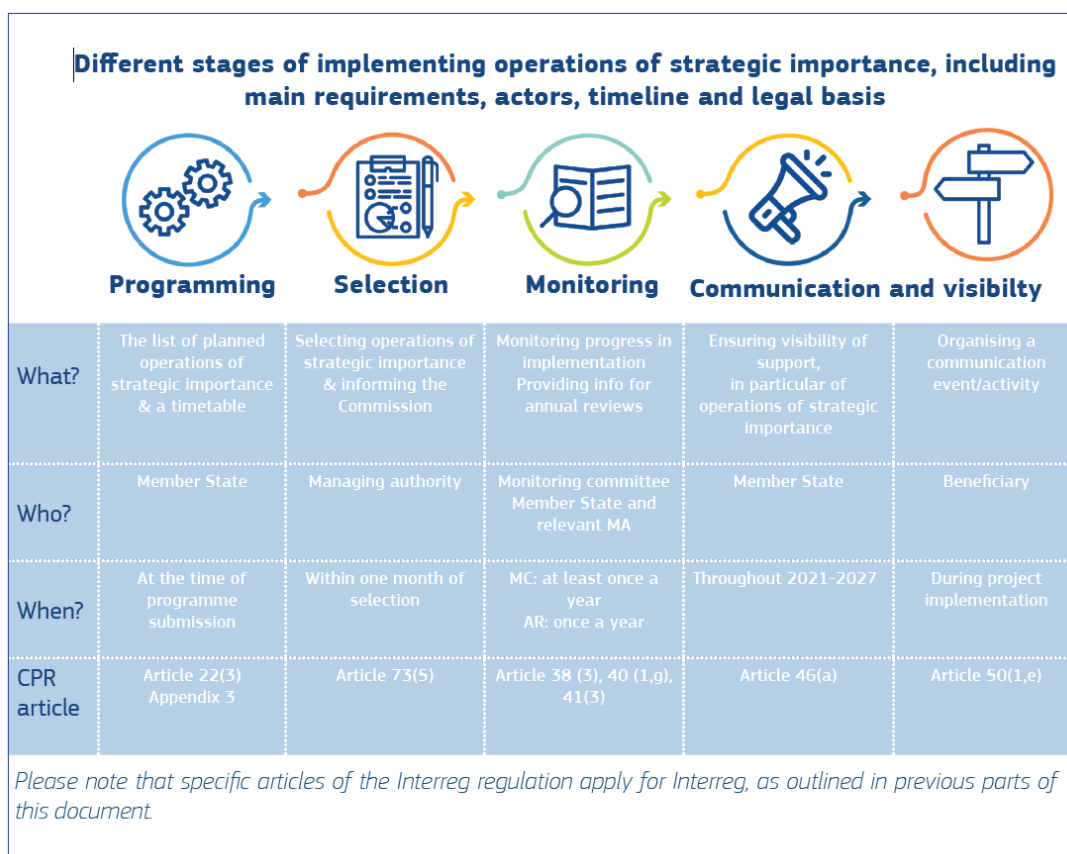 Different stages of implementing operations of strategic importance, including
main requirements, actors, timeline and legal basis
Programming
Selection
Monitoring
Communication and visibilty
What?
The list of planned
operations of
strategic importance
& a timetable
Selecting operations of
strategic importance
& informing the
Commission
Monitoring progress in
implementation
Providing info for
annual reviews
Ensuring visibility of
support,
in particular of
operations of strategic
importance
Organising a
communication
event/activity
Who?
Member State
Managing authority
Monitoring committee
Member State and
relevant MA
Member State
Beneficiary
When?
At the time of
programme
submission
Within one month of
selection
MC: at least once a
year
AR: once a year
Throughout 2021-2027
During project
implementation
CPR
article
Article 22(3)
Appendix 3
Article 73(5)
Article 38 (3), 40 (1,g),
41(3)
Article 46(a)
Article 50(1,e)
Please note that specific articles of the Interreg regulation apply for Interreg, as outlined in previous parts of
this document.